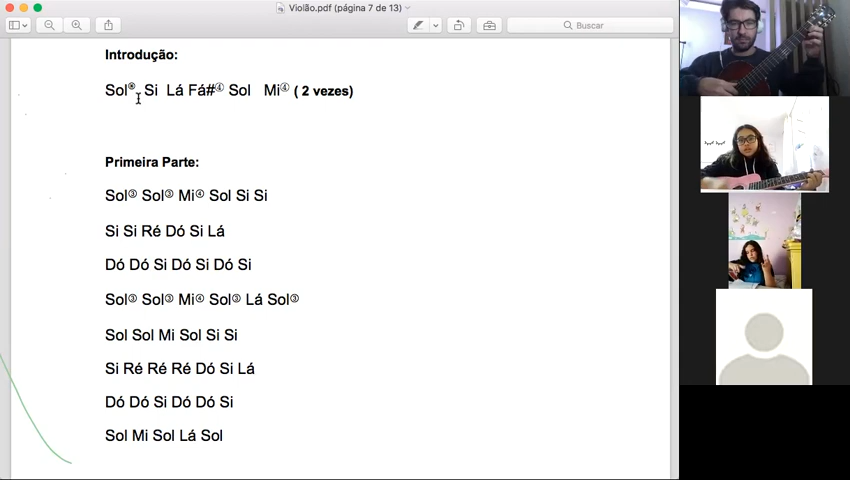 Violão.pdf (página 7 de 13)
Buscar
Introdução:
Sol Si Lá Fá#④ Sol Mi④ ( 2 vezes)
Primeira Parte:
Sol③ Sol③ Mi④ Sol Si Si
Si Si Ré Dó Si Lá
Dó Dó Si Dó Si Dó Si
Sol③ Sol③ Mi④ Sol③ Lá Sol③
Sol Sol Mi Sol Si Si
Si Ré Ré Ré Dó Si Lá
Dó Dó Si Dó Dó Si
Sol Mi Sol Lá Sol